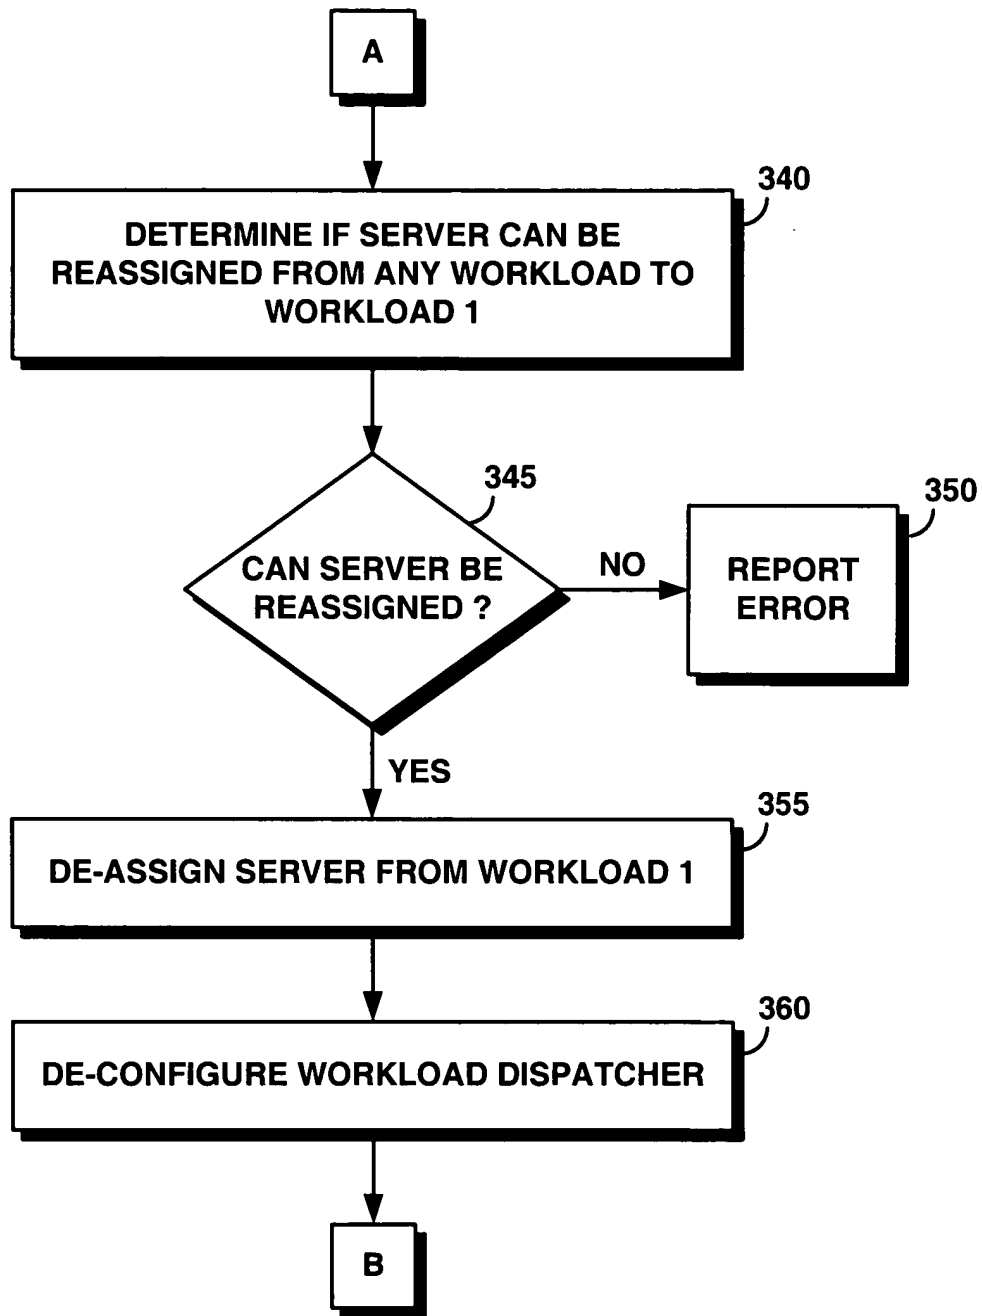 A
340
DETERMINE IF SERVER CAN BE
REASSIGNED FROM ANY WORKLOAD TO
WORKLOAD 1
345
CAN SERVER BE
REASSIGNED ?
NO
350
REPORT
ERROR
YES
355
DE-ASSIGN SERVER FROM WORKLOAD 1
360
DE-CONFIGURE WORKLOAD DISPATCHER
B